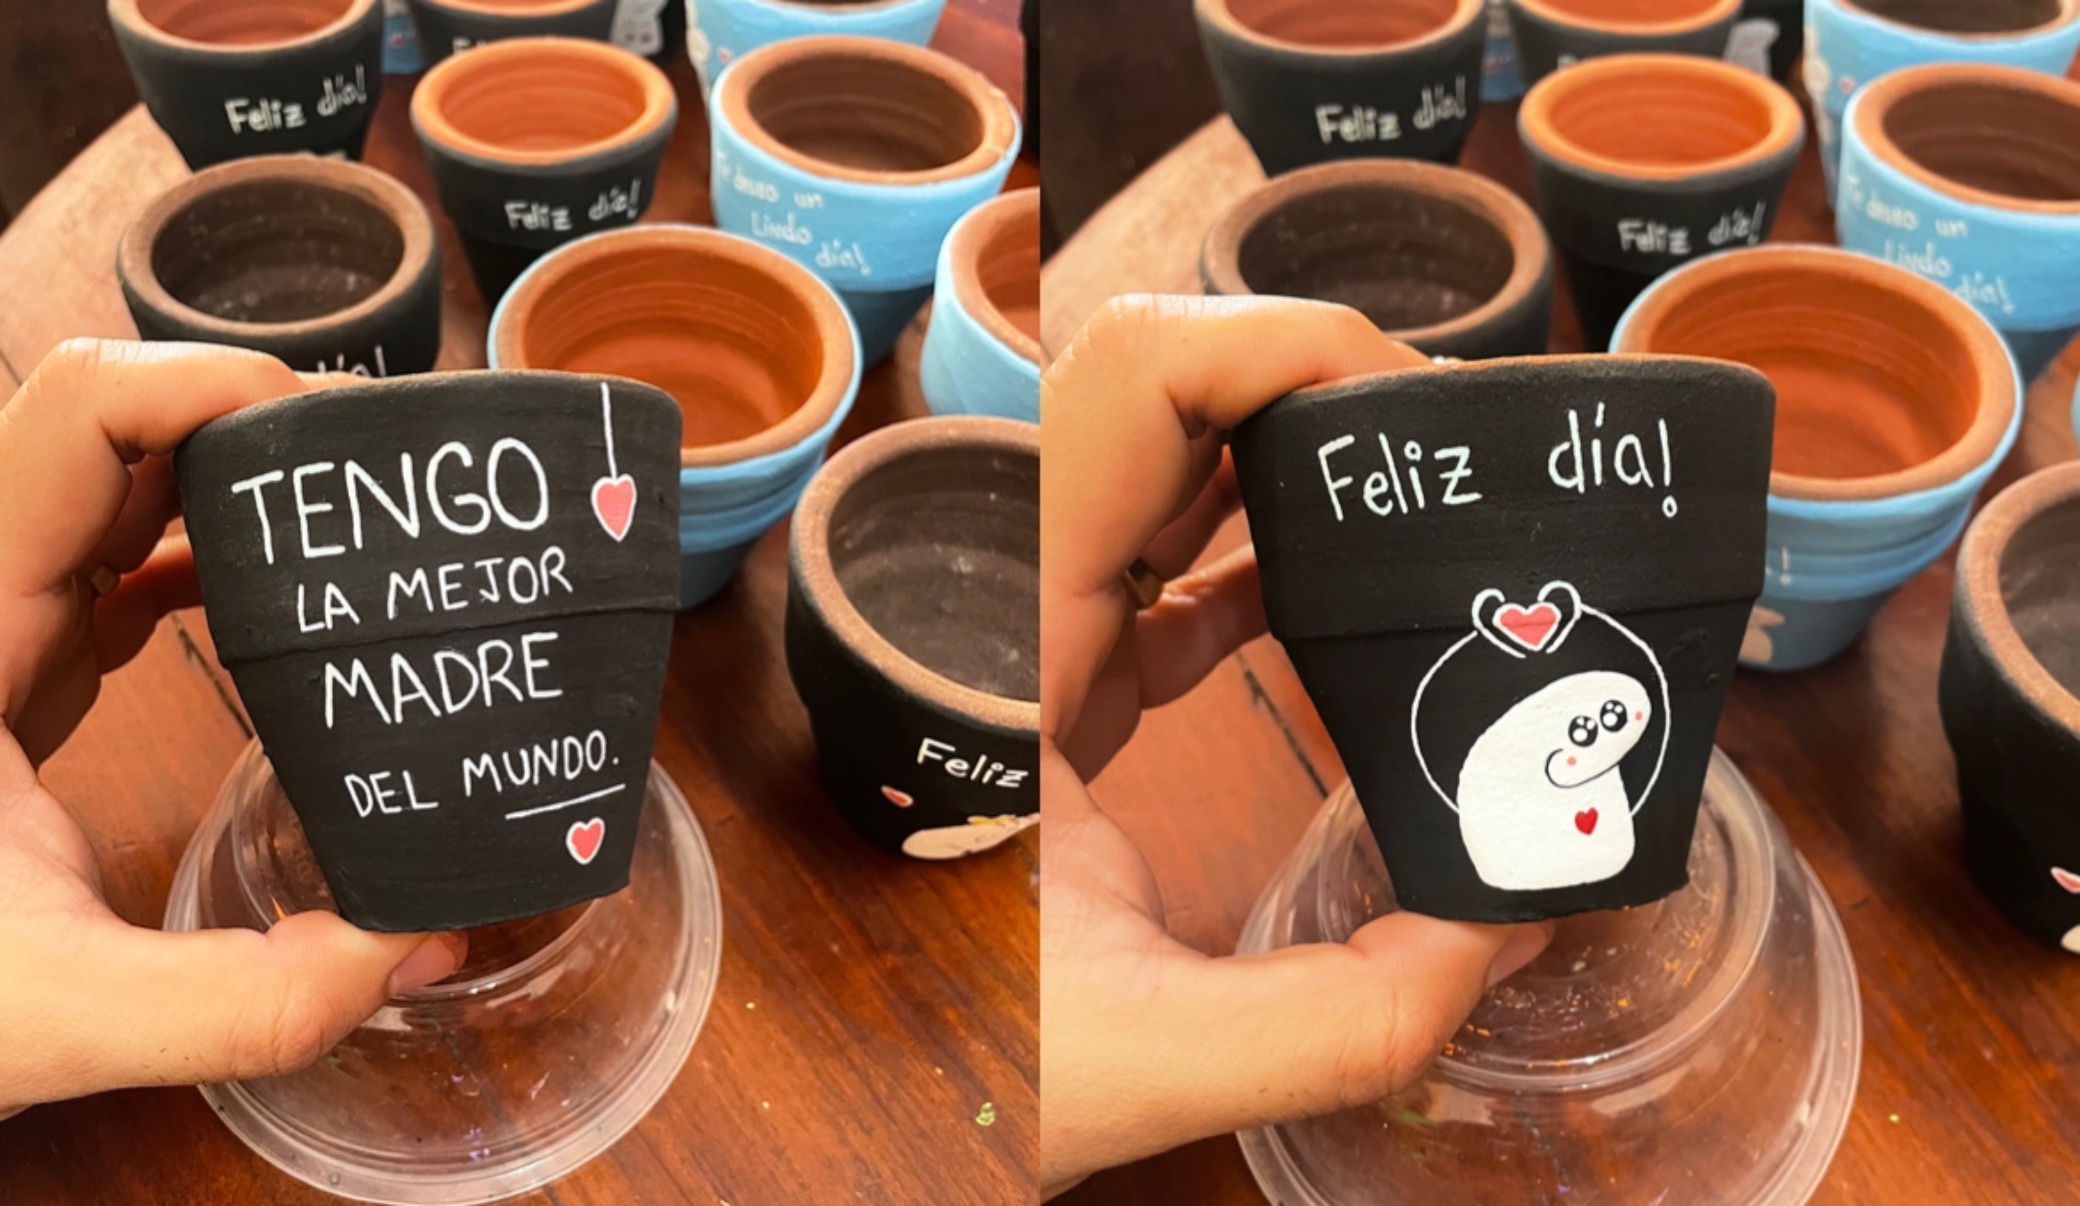 Feliz día!
Feliz día!
Te deseo un
Lindo
día!
día!
TENGO
LA MEJOR
MADRE
DEL MUNDO.
Feliz
Feliz día!
Feliz día!
Te deseo un
Lindo
día!
Feliz día!